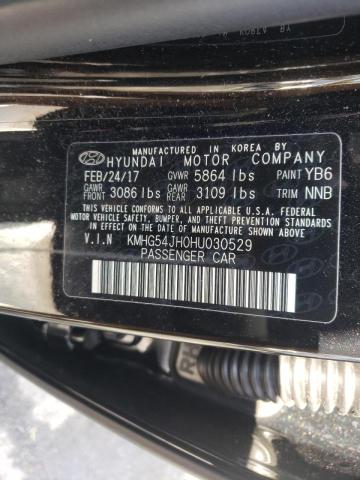 MANUFACTURED IN KOREA BY
HYUNDAI MOTOR COMPANY
FEB/24/17 GVWR 5864 lbs PAINT YB6
GAWR FRT 3086 lbs GAWR REAR 3109 lbs TRIM NNB
THIS VEHICLE CONFORMS TO ALL APPLICABLE U.S.A. FEDERAL MOTOR
VEHICLE SAFETY, BUMPER, AND THEFT PREVENTION STANDARDS
IN EFFECT ON THE DATE OF MANUFACTURE SHOWN ABOVE.
V.I.N KMHG54JH0HU030529
PASSENGER CAR
RH